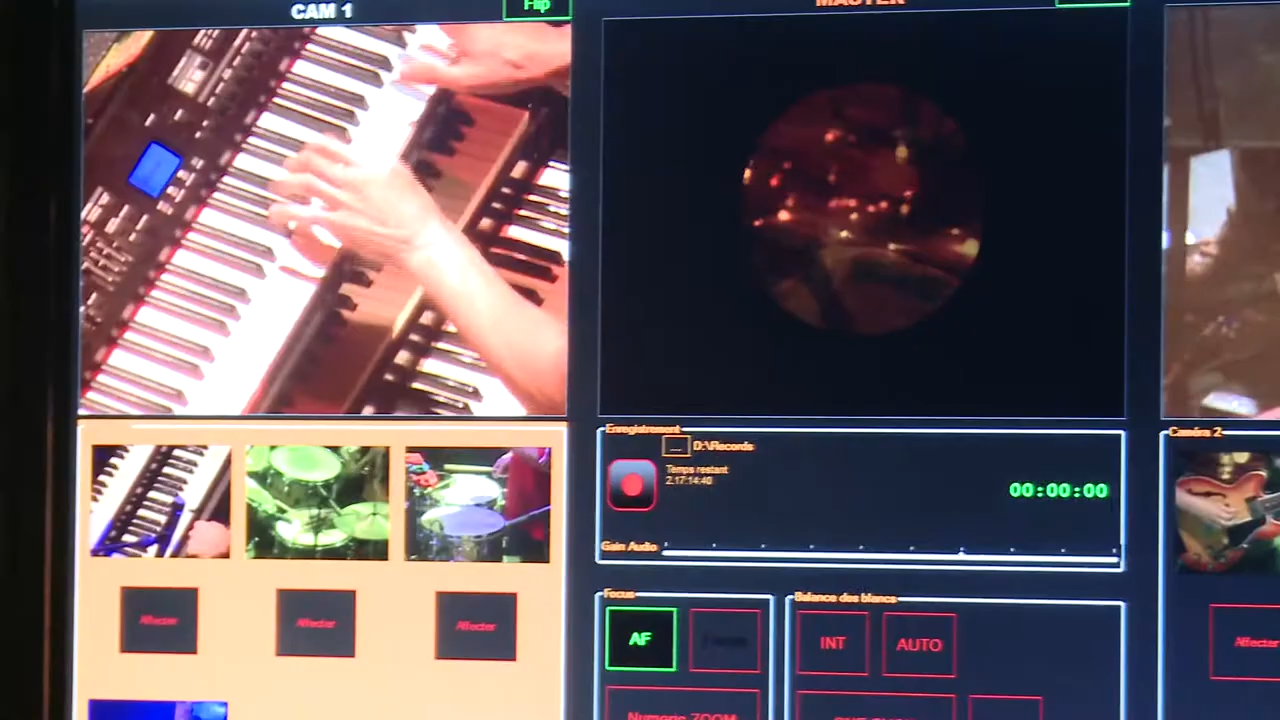 CAM 1
Flip
MASTER
Enregistrement
... D:\Records
Temps restant
2.17:14:40
00:00:00
Gain Audio
Caméra 2
Affecter
Affecter
Affecter
Affecter
Focus
AF
Balance des blancs
INT
AUTO
Numeric ZOOM